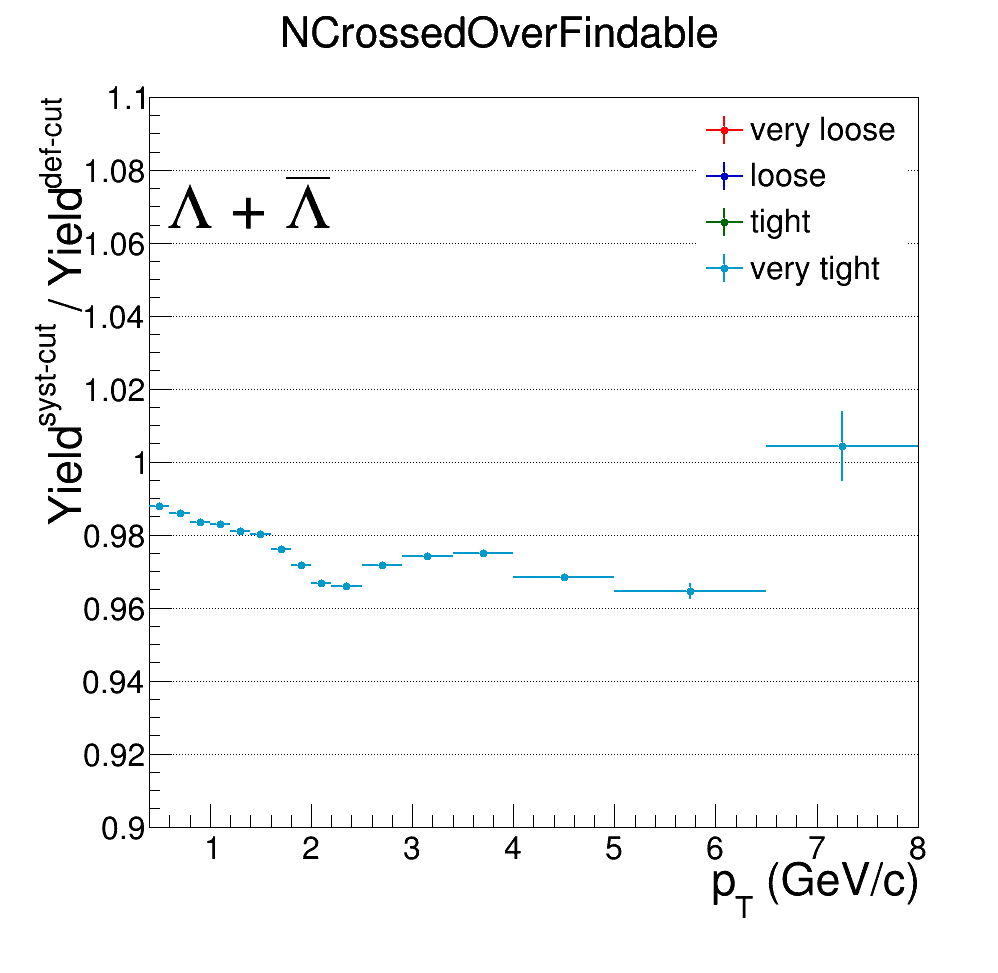 NCrossedOverFindable
Yield^syst-cut / Yield^def-cut
1.1
1.08
1.06
1.04
1.02
1
0.98
0.96
0.94
0.92
0.9
Λ + Λ̅
very loose
loose
tight
very tight
1 2 3 4 5 6 7 8
p_T (GeV/c)